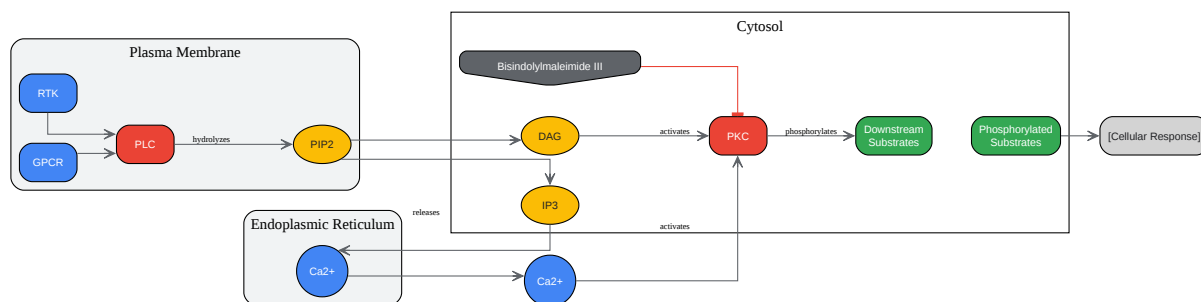 Cytosol
Plasma Membrane
Bisindolylmaleimide III
RTK
PLC
hydrolyzes
PIP2
DAG
activates
PKC
phosphorylates
Downstream
Substrates
Phosphorylated
Substrates
[Cellular Response]
GPCR
IP3
releases
Endoplasmic Reticulum
activates
Ca2+
Ca2+